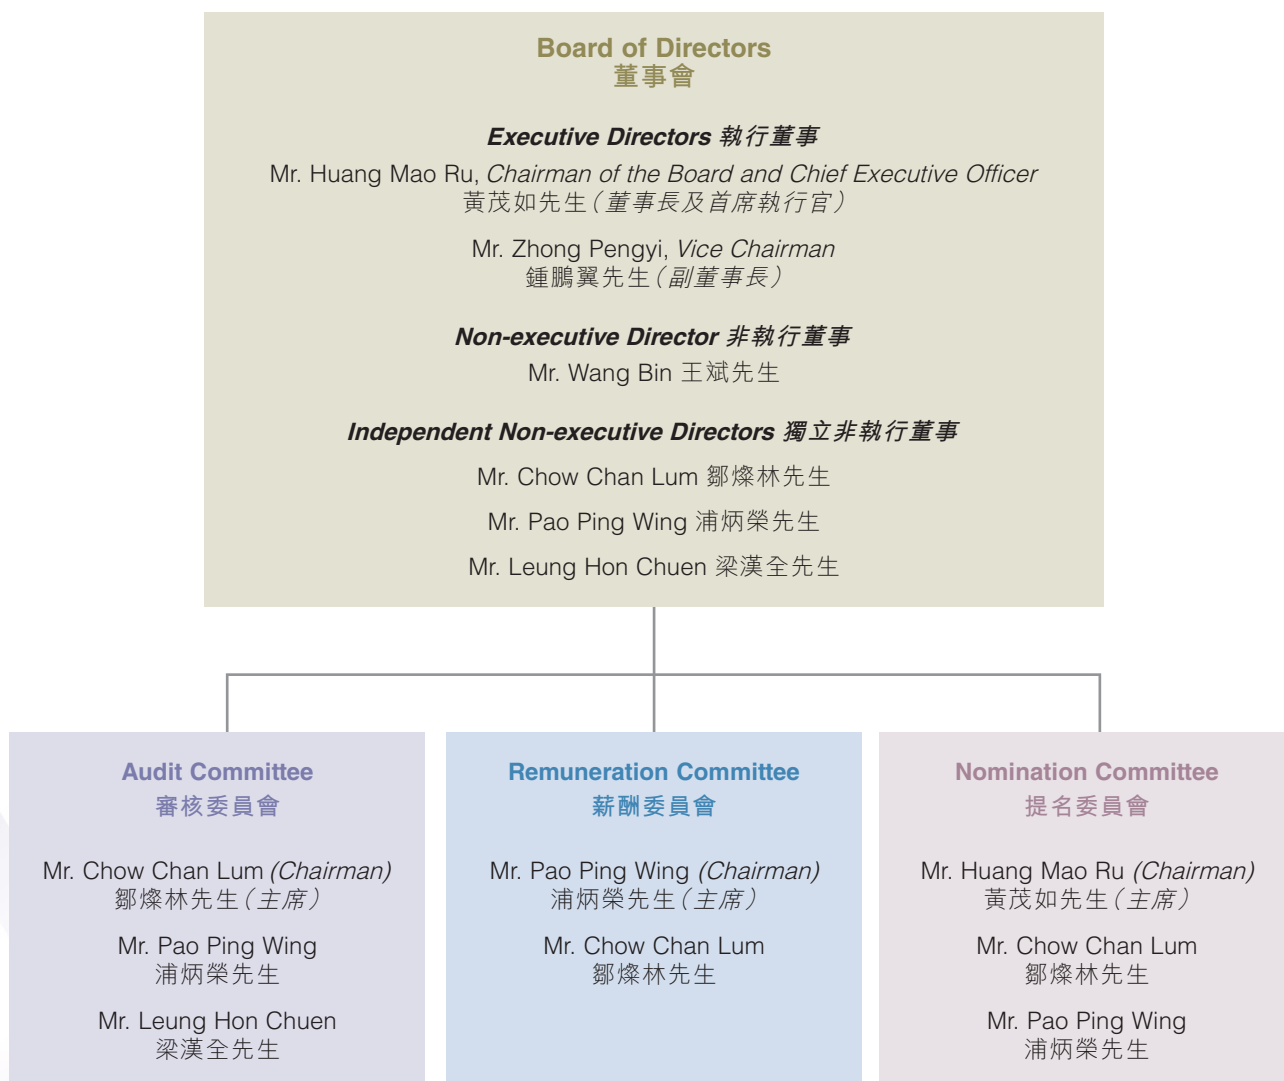 Board of Directors
董事會
Executive Directors 執行董事
Mr. Huang Mao Ru, Chairman of the Board and Chief Executive Officer
黃茂如先生（董事長及首席執行官）
Mr. Zhong Pengyi, Vice Chairman
鍾鵬翼先生（副董事長）
Non-executive Director 非執行董事
Mr. Wang Bin 王斌先生
Independent Non-executive Directors 獨立非執行董事
Mr. Chow Chan Lum 鄒燦林先生
Mr. Pao Ping Wing 浦炳榮先生
Mr. Leung Hon Chuen 梁漢全先生
Audit Committee
審核委員會
Mr. Chow Chan Lum (Chairman)
鄒燦林先生（主席）
Mr. Pao Ping Wing
浦炳榮先生
Mr. Leung Hon Chuen
梁漢全先生
Remuneration Committee
薪酬委員會
Mr. Pao Ping Wing (Chairman)
浦炳榮先生（主席）
Mr. Chow Chan Lum
鄒燦林先生
Nomination Committee
提名委員會
Mr. Huang Mao Ru (Chairman)
黃茂如先生（主席）
Mr. Chow Chan Lum
鄒燦林先生
Mr. Pao Ping Wing
浦炳榮先生